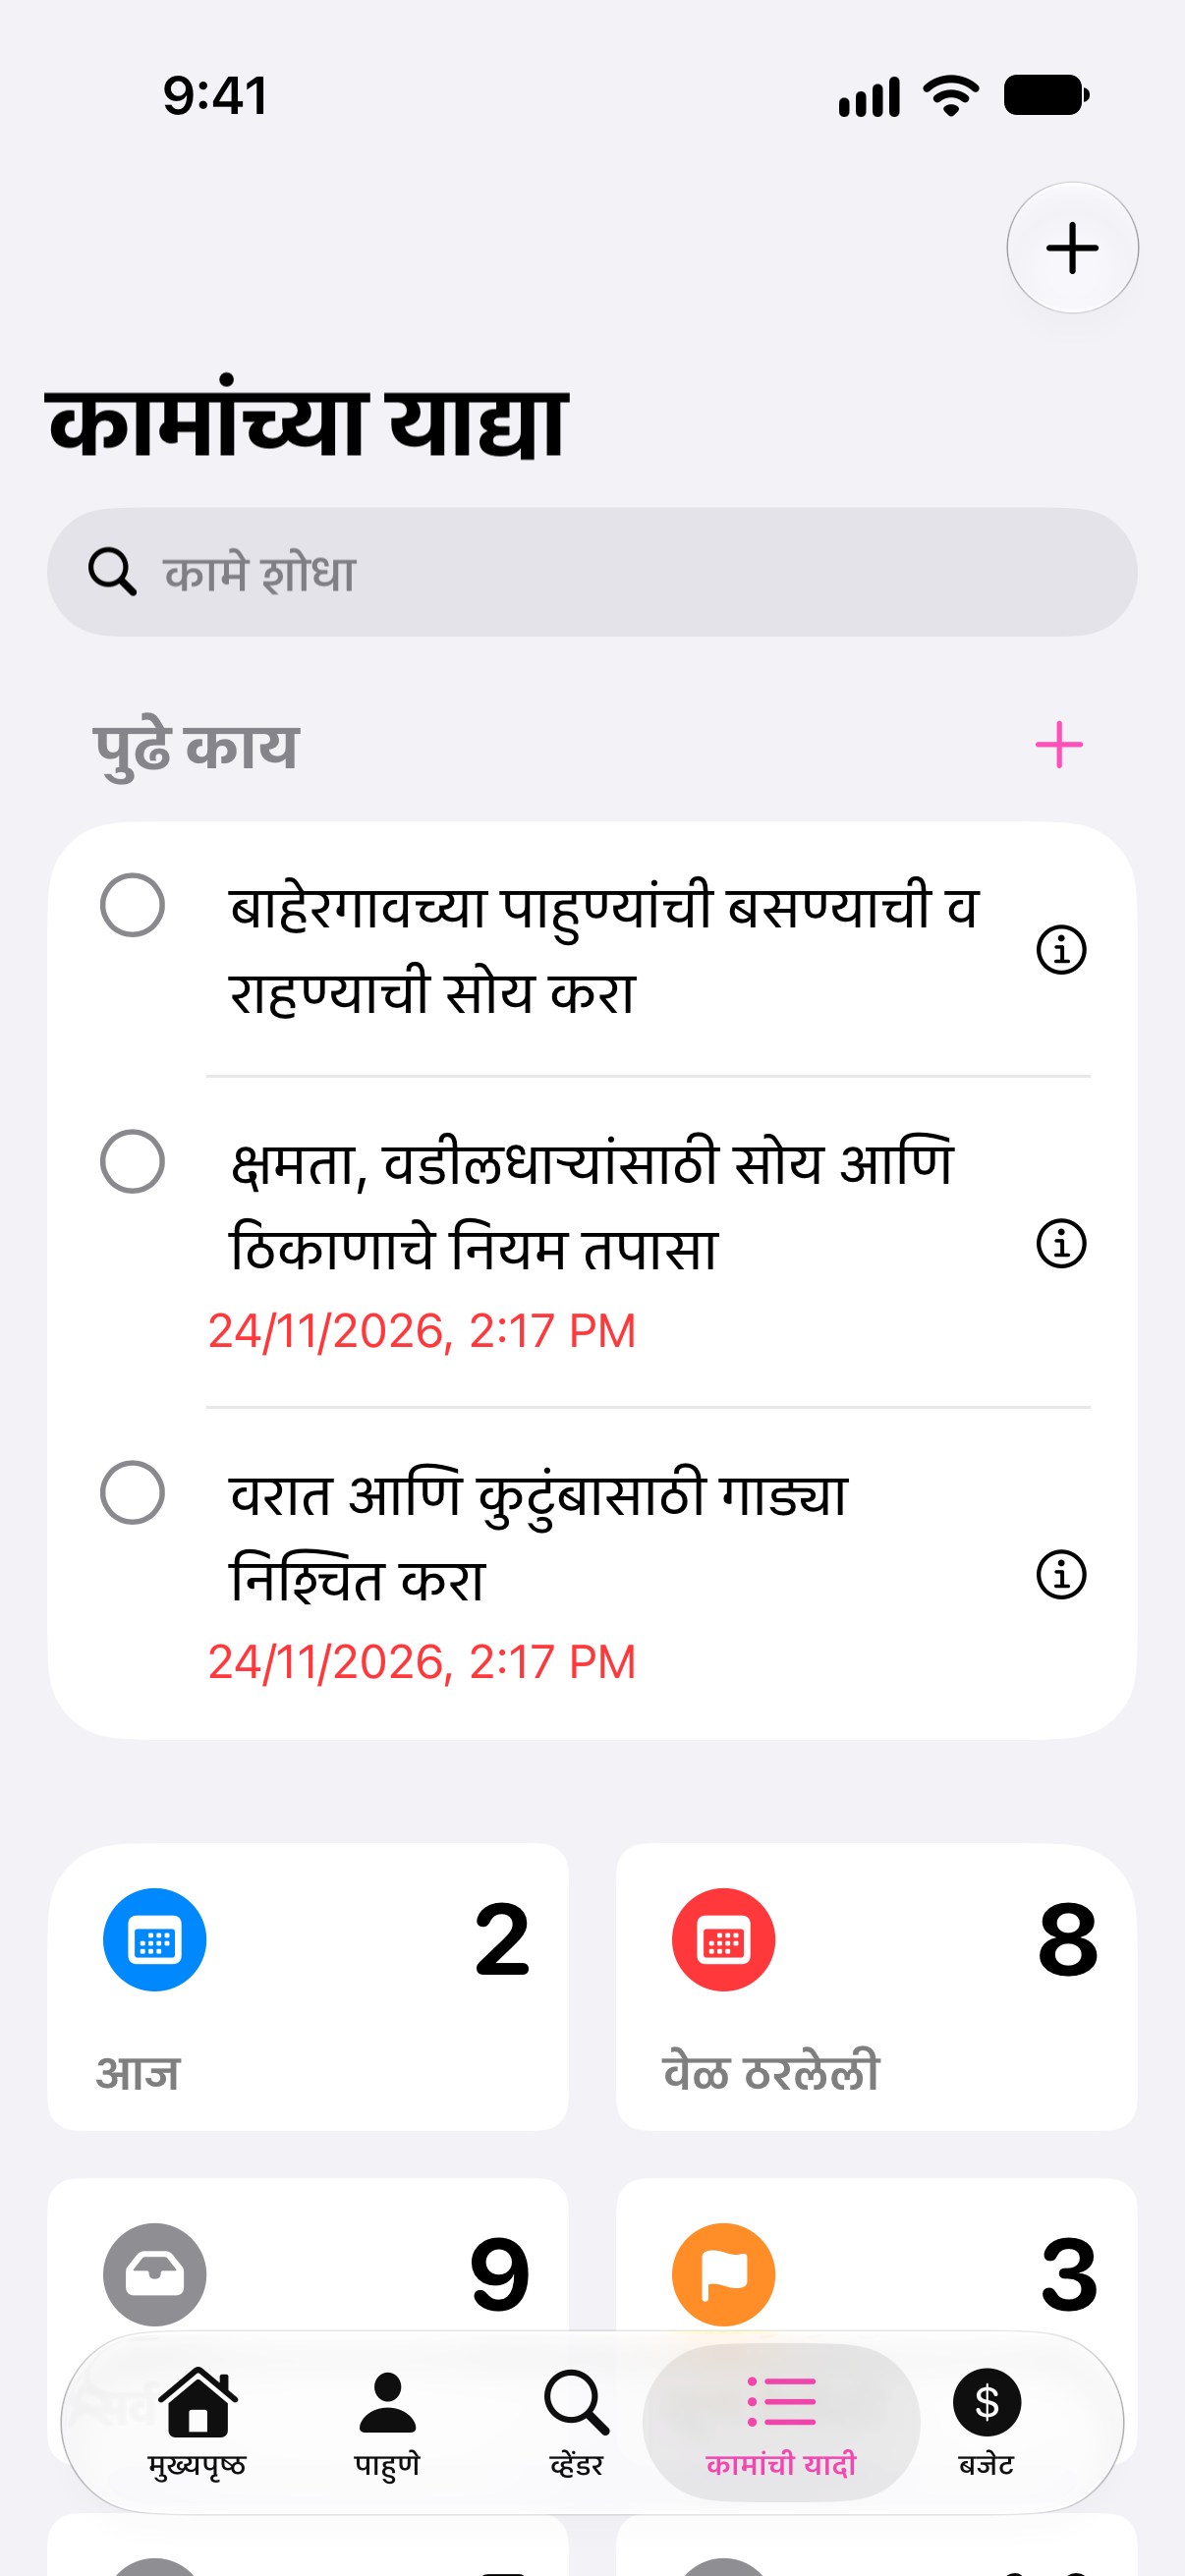 9:41
कामांच्या याद्या
कामे शोधा
पुढे काय
बाहेरगावच्या पाहुण्यांची बसण्याची व
राहण्याची सोय करा
क्षमता, वडीलधाऱ्यांसाठी सोय आणि
ठिकाणाचे नियम तपासा
24/11/2026, 2:17 PM
वरात आणि कुटुंबासाठी गाड्या
निश्चित करा
24/11/2026, 2:17 PM
2
8
आज
वेळ ठरलेली
9
3
मुख्यपृष्ठ
पाहुणे
व्हेंडर
कामांची यादी
बजेट